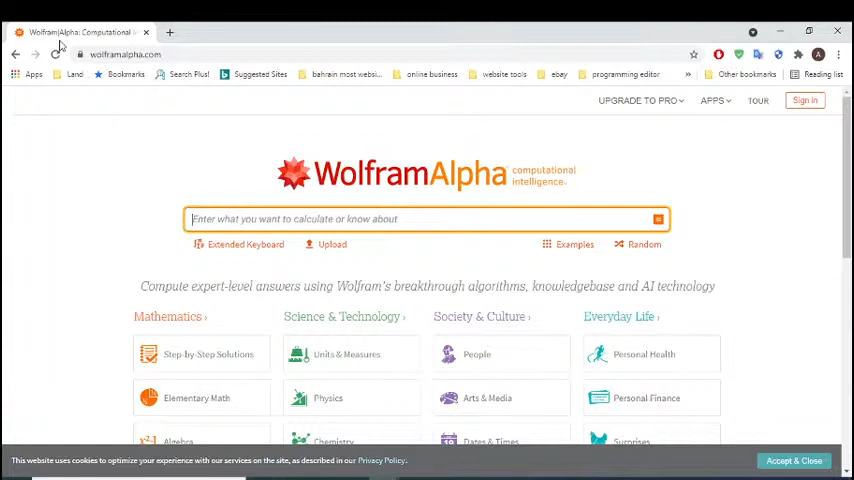 Wolfram|Alpha: Computational In
wolframalpha.com
A
Apps Land Bookmarks Search Plus! Suggested Sites bahrain most websi... online business website tools ebay programming editor » Other bookmarks Reading list
UPGRADE TO PRO APPS TOUR Sign in
WolframAlpha computational intelligence™
Enter what you want to calculate or know about
Extended Keyboard Upload Examples Random
Compute expert-level answers using Wolfram's breakthrough algorithms, knowledgebase and AI technology
Mathematics › Science & Technology › Society & Culture › Everyday Life ›
Step-by-Step Solutions Units & Measures People Personal Health
Elementary Math Physics Arts & Media Personal Finance
Algebra Chemistry Dates & Times Surprises
This website uses cookies to optimize your experience with our services on the site, as described in our Privacy Policy. Accept & Close